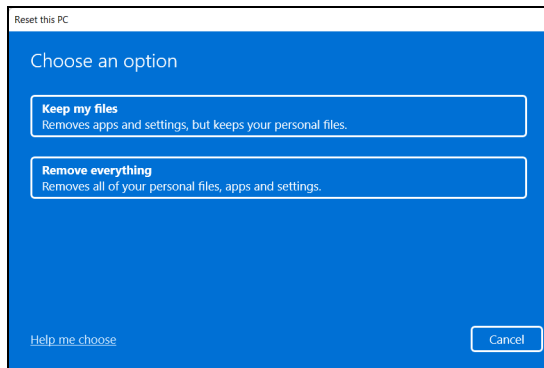 Reset this PC
Choose an option
Keep my files
Removes apps and settings, but keeps your personal files.
Remove everything
Removes all of your personal files, apps and settings.
Help me choose
Cancel